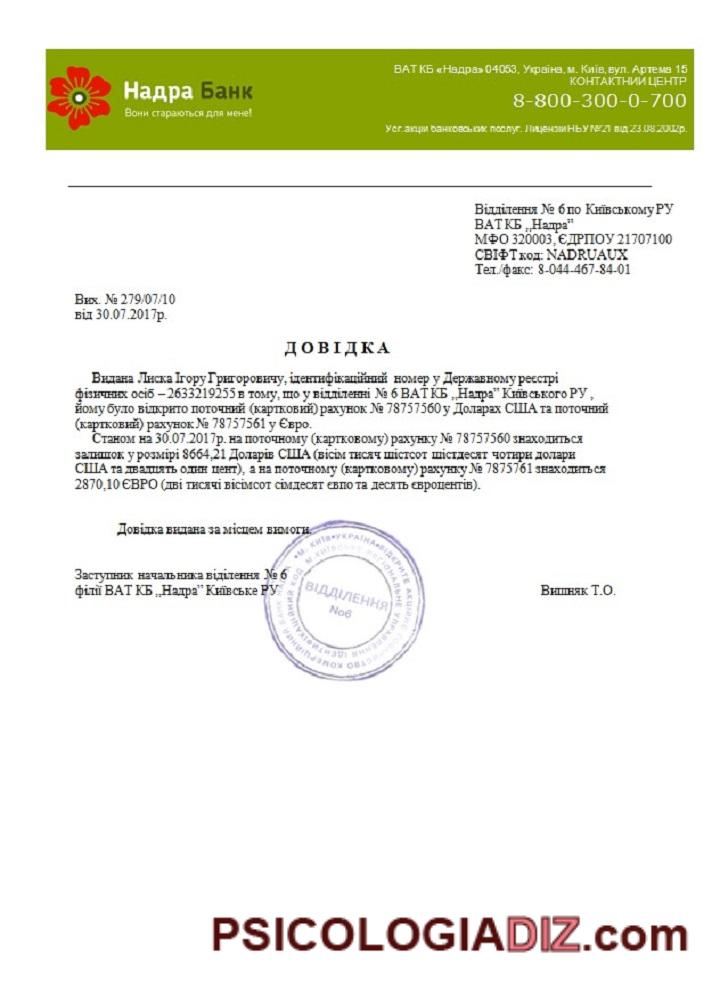 Надра Банк
Вони стараються для мене!
ВАТ КБ «Надра» 04053, Україна, м. Київ, вул. Артема 15
КОНТАКТНИЙ ЦЕНТР
8-800-300-0-700
Усі акції банковських послуг. Лицензії НБУ №21 від 23.08.2002р.
Відділення № 6 по Київському РУ
ВАТ КБ ,,Надра”
МФО 320003, ЄДРПОУ 21707100
СВІФТ код: NADRUAUX
Тел./факс: 8-044-467-84-01
Вих. № 279/07/10
від 30.07.2017р.
Д О В І Д К А
Видана Лиска Ігору Григоровичу, ідентифікаційний номер у Державному реєстрі
фізичних осіб – 2633219255 в тому, що у відділенні № 6 ВАТ КБ ,,Надра” Київського РУ ,
йому було відкрито поточний (картковий) рахунок № 78757560 у Доларах США та поточний
(картковий) рахунок № 78757561 у Євро.
Станом на 30.07.2017р. на поточному (картковому) рахунку № 78757560 знаходиться
залишок у розмірі 8664,21 Доларів США (вісім тисяч шістсот шістдесят чотири долари
США та двадцять один цент), а на поточному (картковому) рахунку № 7875761 знаходиться
2870,10 ЄВРО (дві тисячі вісімсот сімдесят євпо та десять євроцентів).
Довідка видана за місцем вимоги.
Заступник начальника віділення № 6
філії ВАТ КБ ,,Надра” Київське РУ
Вишняк Т.О.
М. КИЇВ УКРАЇНА ВІДКРИТЕ АКЦІОНЕРНЕ
ВІДДІЛЕННЯ
№6
PSICOLOGIADIZ.com